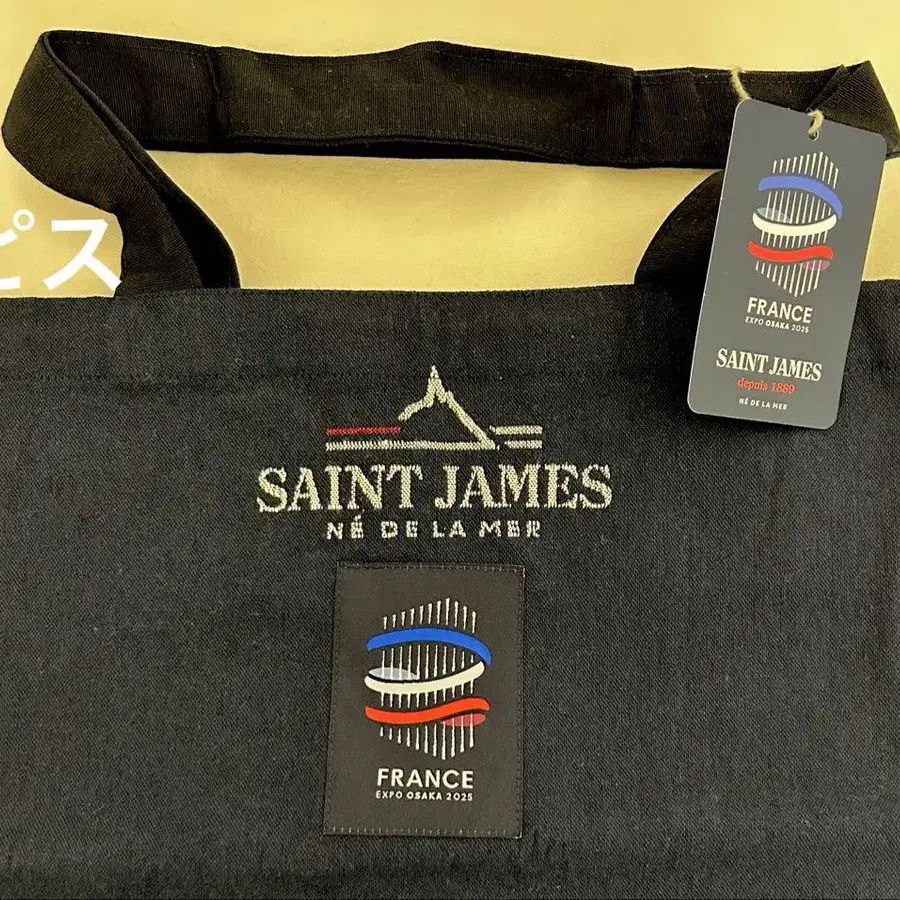 ピス
FRANCE
EXPO OSAKA 2025
SAINT JAMES
depuis 1889
NÉ DE LA MER
SAINT JAMES
NÉ DE LA MER
FRANCE
EXPO OSAKA 2025